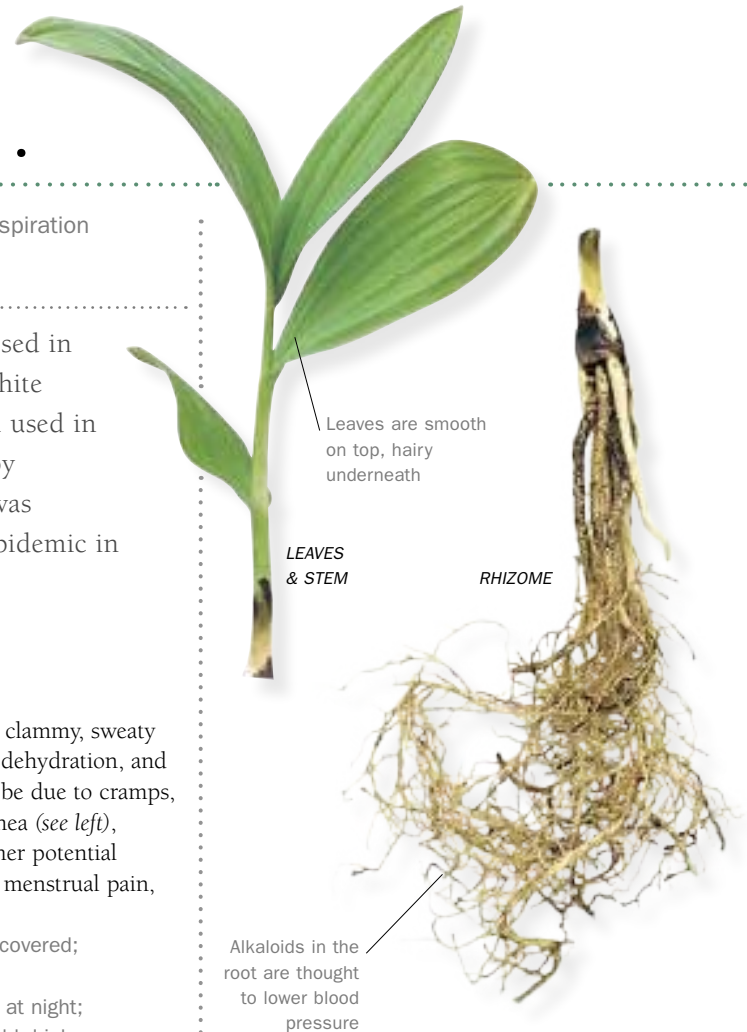 spiration
sed in
hite
used in
by
was
pidemic in
clammy, sweaty
dehydration, and
be due to cramps,
hea (see left),
her potential
menstrual pain,
covered;
at night;
Leaves are smooth
on top, hairy
underneath
LEAVES
& STEM
RHIZOME
Alkaloids in the
root are thought
to lower blood
pressure